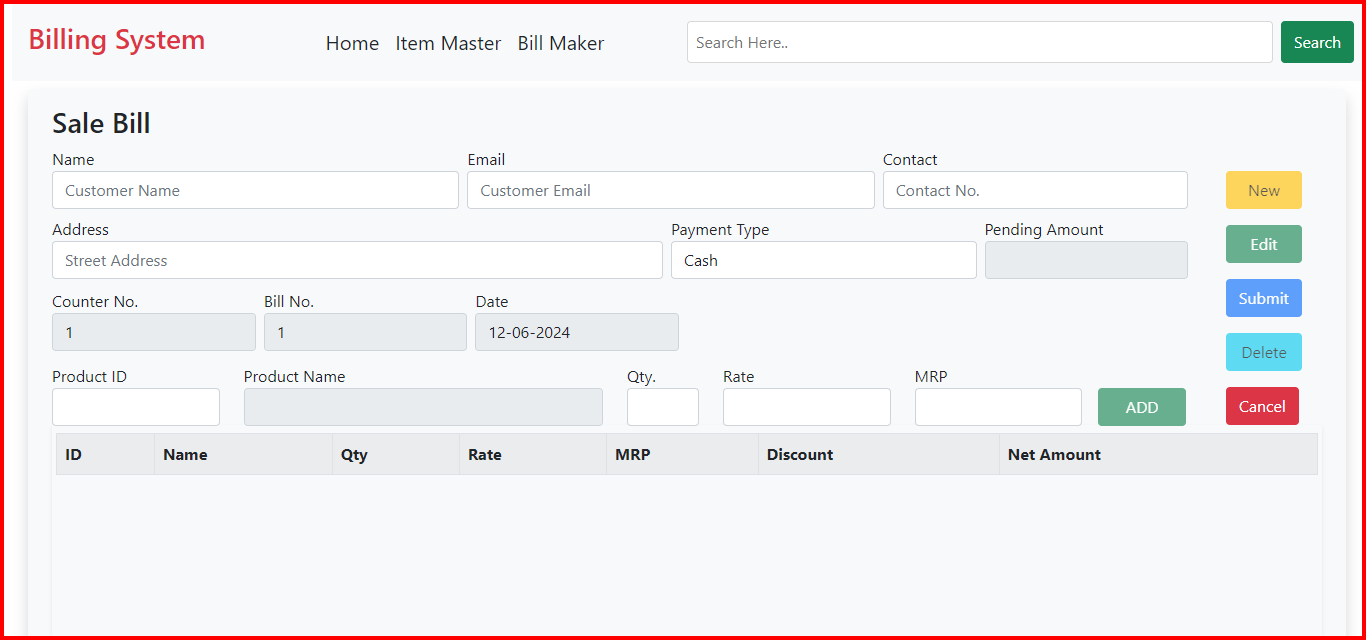 Billing System Home Item Master Bill Maker Search Here.. Search
Sale Bill
Name Email Contact
Customer Name Customer Email Contact No. New
Address Payment Type Pending Amount
Street Address Cash Edit
Counter No. Bill No. Date Submit
1 1 12-06-2024
Delete
Product ID Product Name Qty. Rate MRP
ADD Cancel
ID Name Qty Rate MRP Discount Net Amount